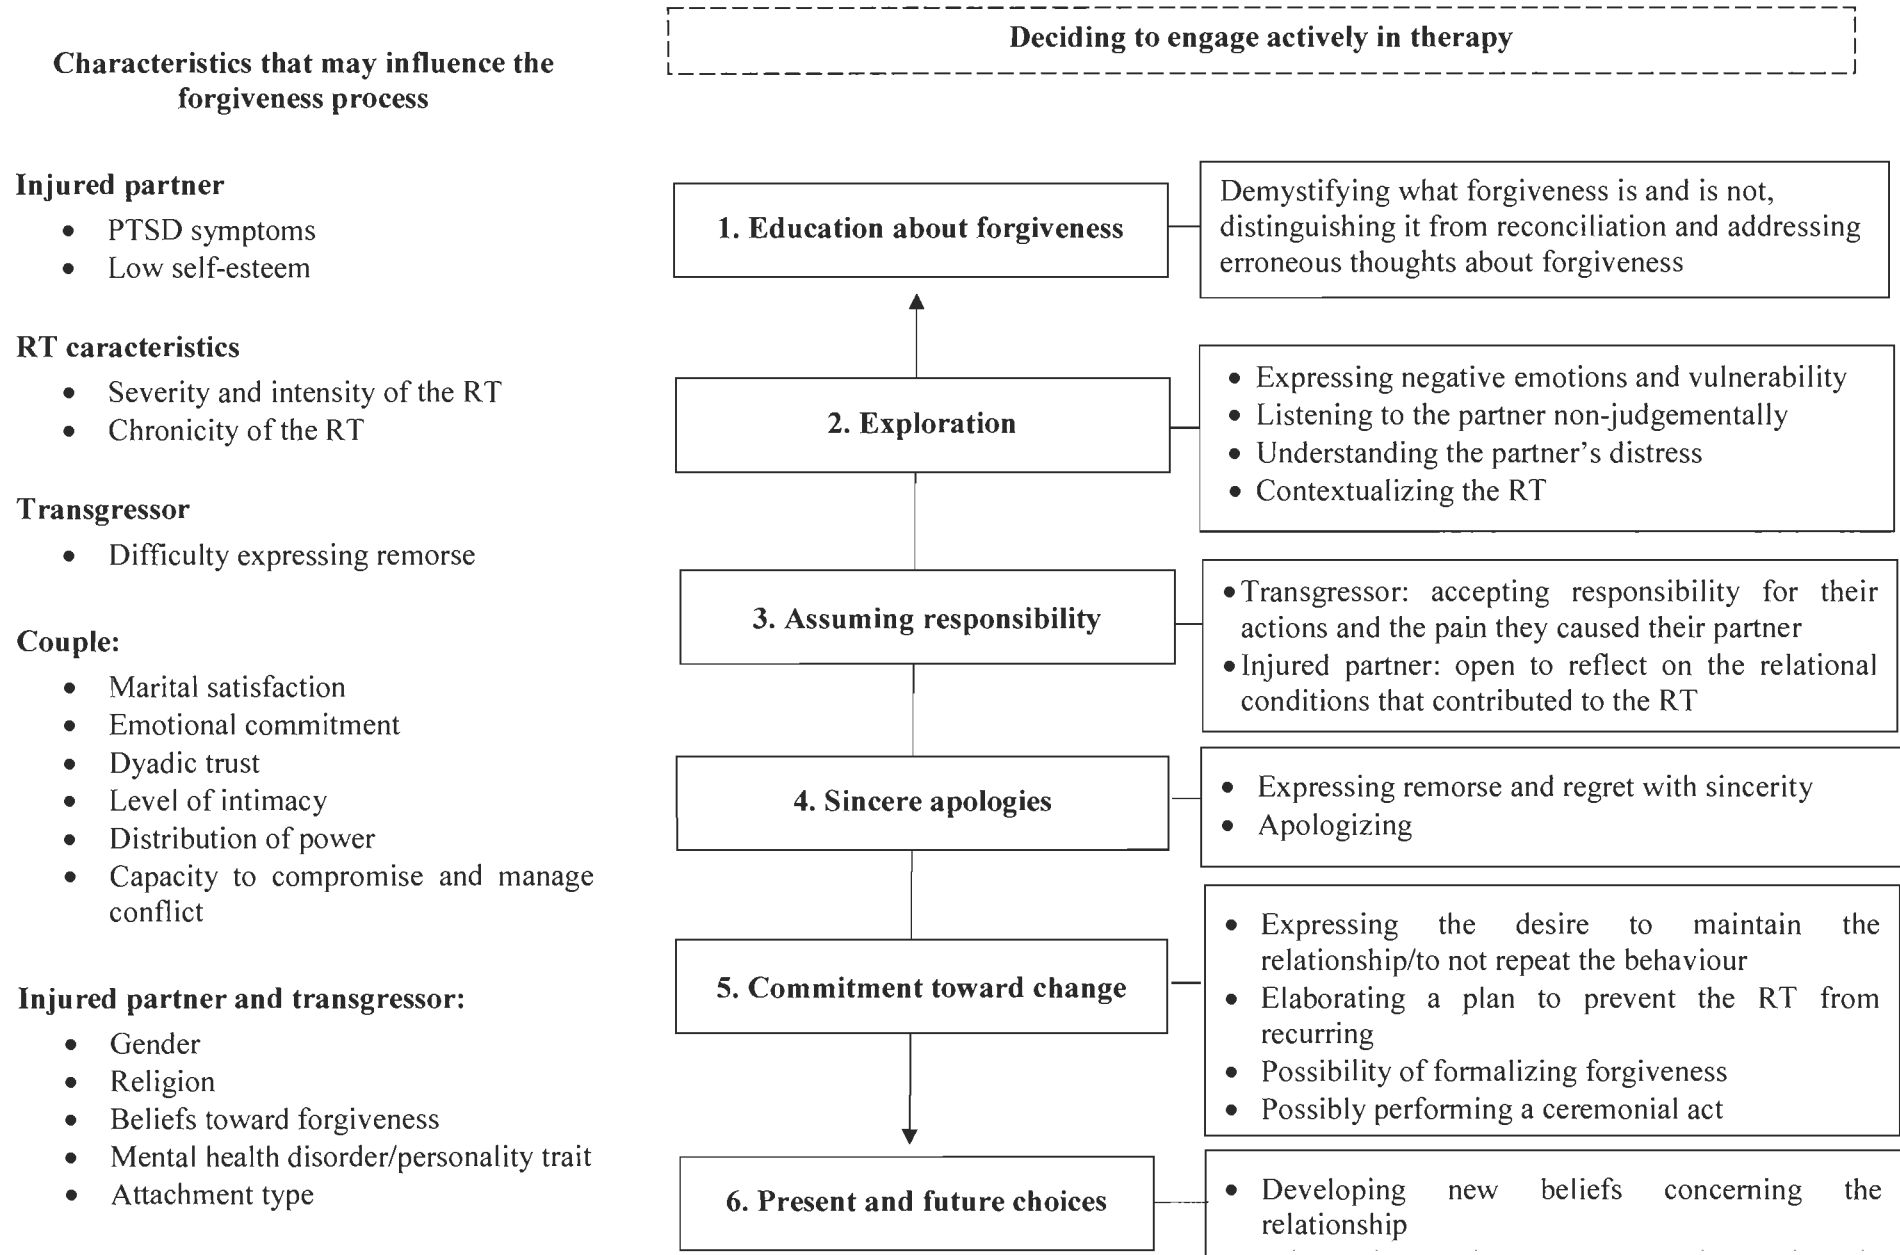 Deciding to engage actively in therapy
Characteristics that may influence the
forgiveness process
Injured partner
• PTSD symptoms
• Low self-esteem
RT caracteristics
• Severity and intensity of the RT
• Chronicity of the RT
Transgressor
• Difficulty expressing remorse
Couple:
• Marital satisfaction
• Emotional commitment
• Dyadic trust
• Level of intimacy
• Distribution of power
• Capacity to compromise and manage
conflict
Injured partner and transgressor:
• Gender
• Religion
• Beliefs toward forgiveness
• Mental health disorder/personality trait
• Attachment type
1. Education about forgiveness
Demystifying what forgiveness is and is not,
distinguishing it from reconciliation and addressing
erroneous thoughts about forgiveness
2. Exploration
• Expressing negative emotions and vulnerability
• Listening to the partner non-judgementally
• Understanding the partner's distress
• Contextualizing the RT
3. Assuming responsibility
• Transgressor: accepting responsibility for their
actions and the pain they caused their partner
• Injured partner: open to reflect on the relational
conditions that contributed to the RT
4. Sincere apologies
• Expressing remorse and regret with sincerity
• Apologizing
5. Commitment toward change
• Expressing the desire to maintain the
relationship/to not repeat the behaviour
• Elaborating a plan to prevent the RT from
recurring
• Possibility of formalizing forgiveness
• Possibly performing a ceremonial act
6. Present and future choices
• Developing new beliefs concerning the
relationship